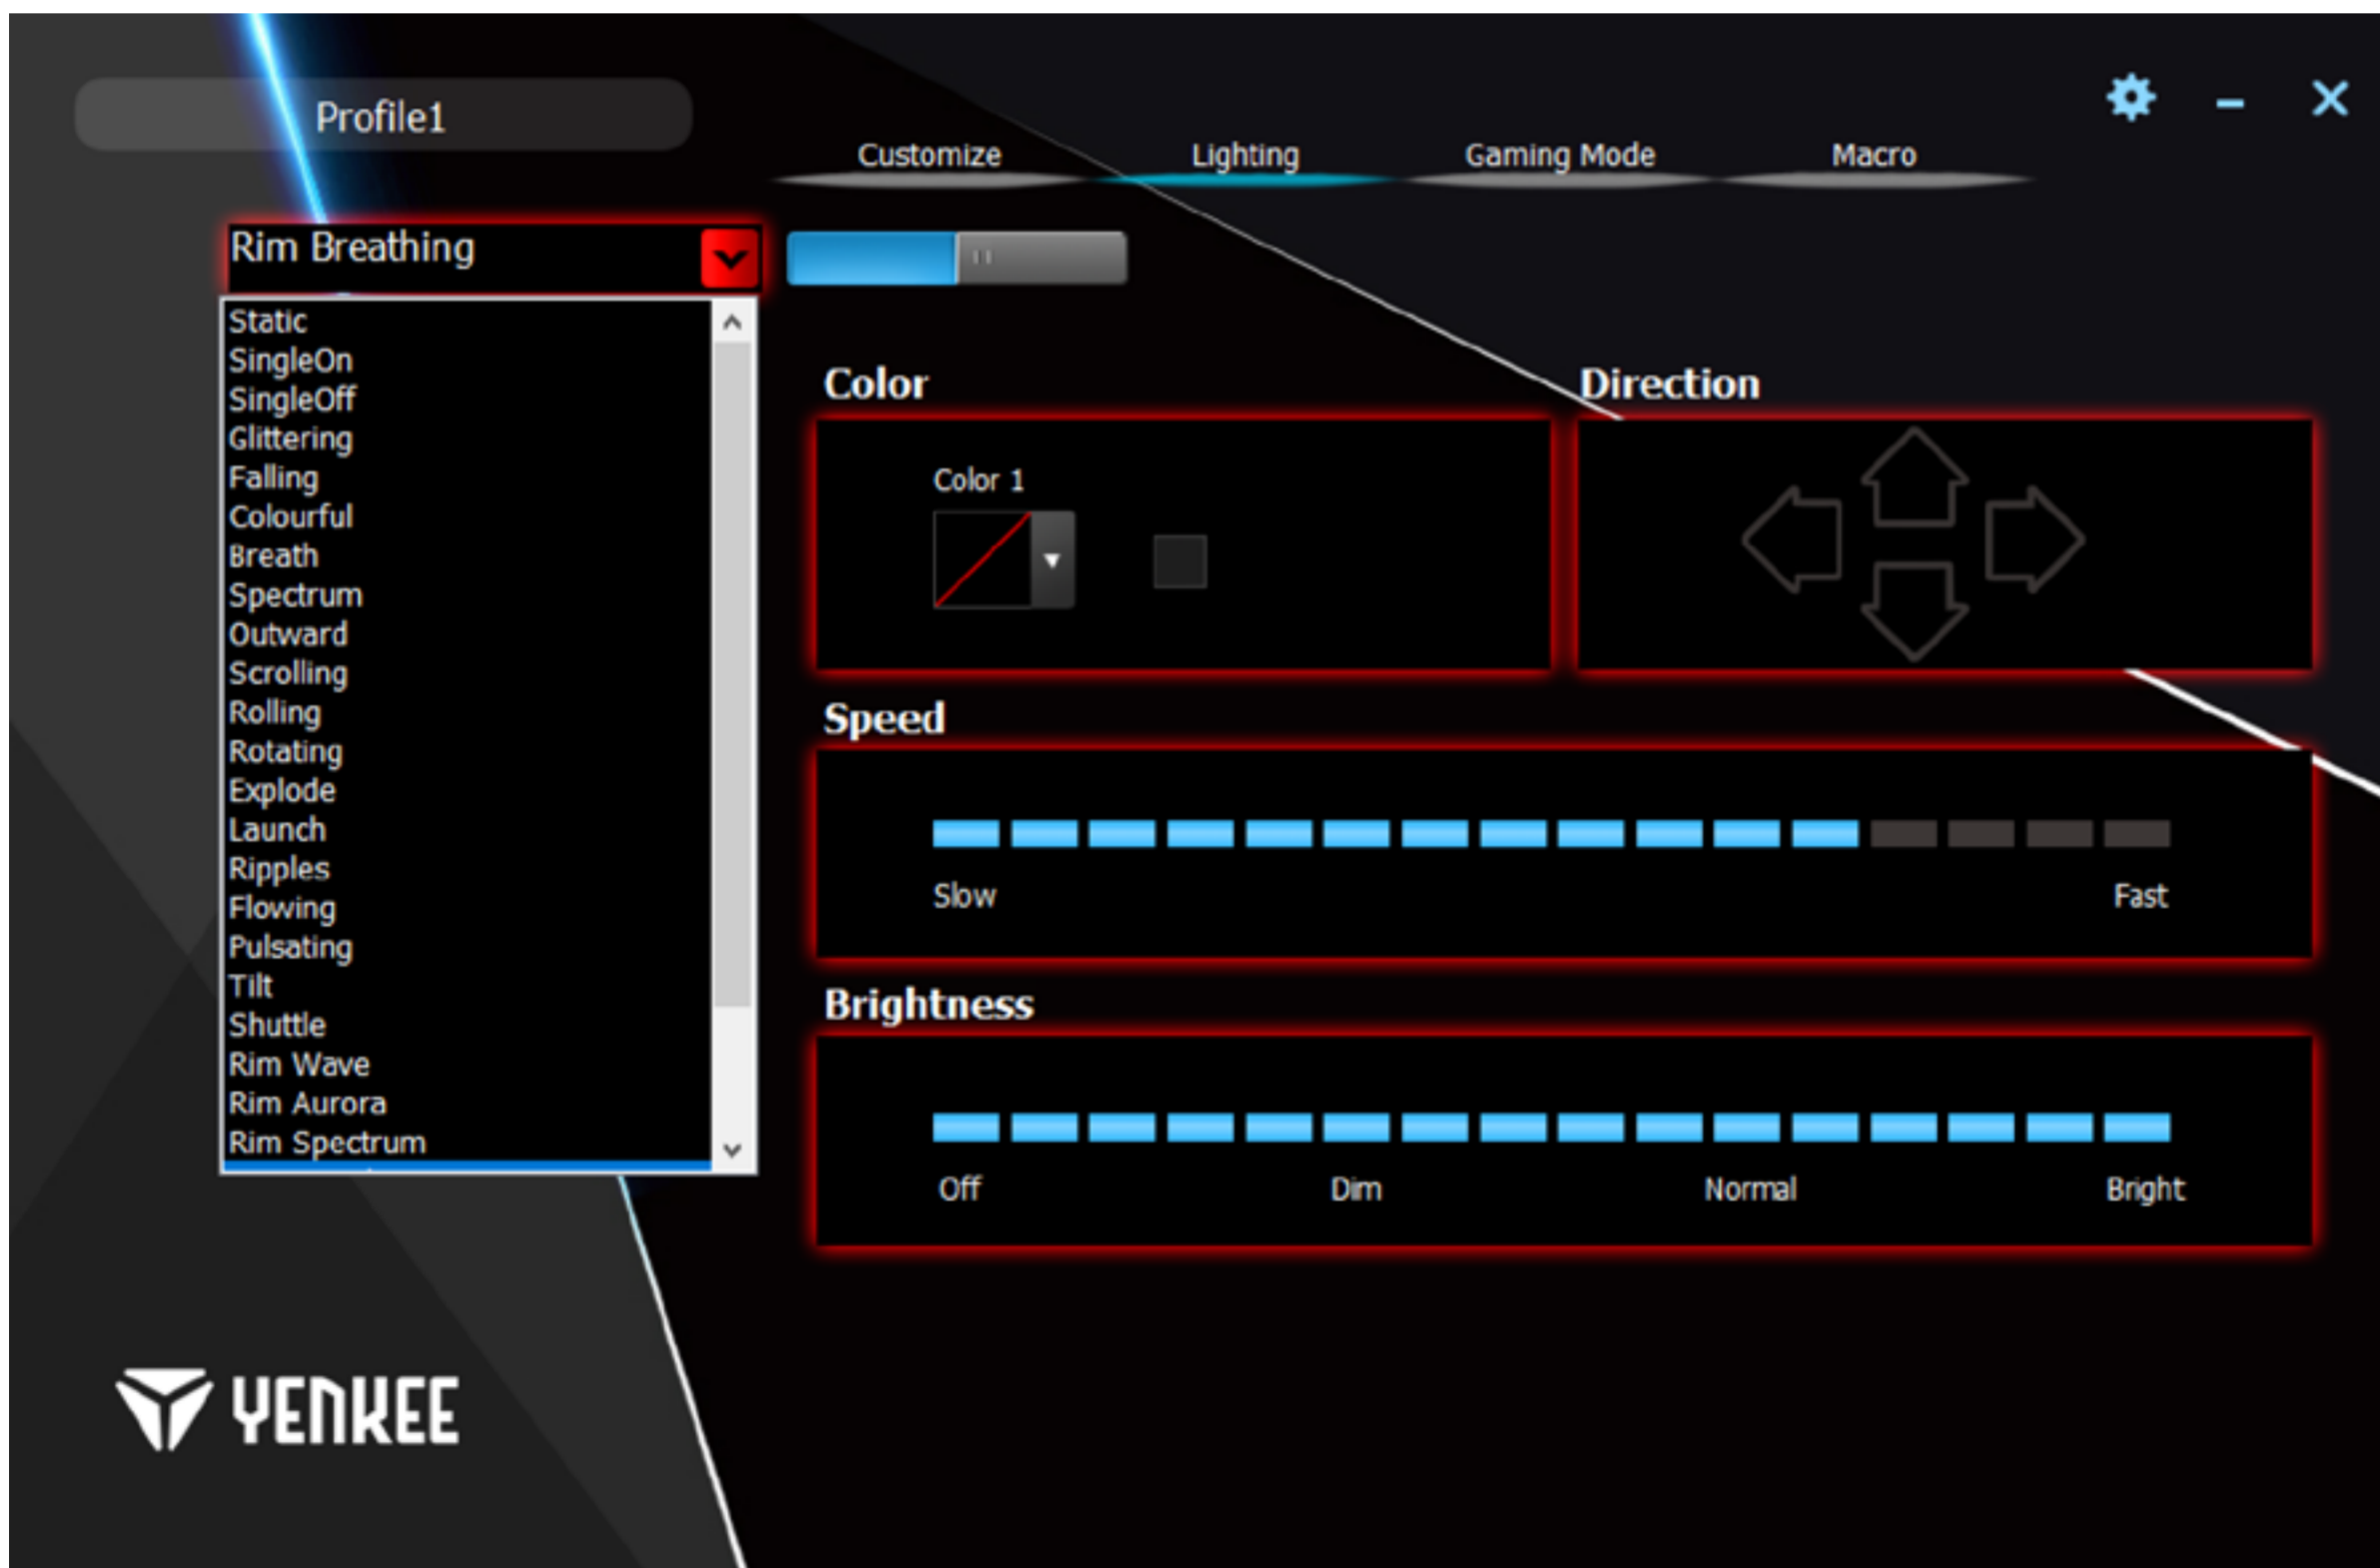 Profile1
Customize Lighting Gaming Mode Macro
Rim Breathing
Static
SingleOn
SingleOff
Glittering
Falling
Colourful
Breath
Spectrum
Outward
Scrolling
Rolling
Rotating
Explode
Launch
Ripples
Flowing
Pulsating
Tilt
Shuttle
Rim Wave
Rim Aurora
Rim Spectrum
Color
Color 1
Direction
Speed
Slow Fast
Brightness
Off Dim Normal Bright
YENKEE